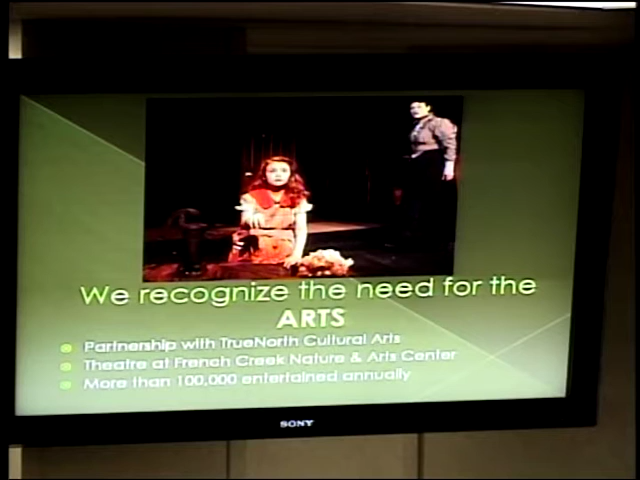 We recognize the need for the
ARTS
Partnership with TrueNorth Cultural Arts
Theatre at French Creek Nature & Arts Center
More than 100,000 entertained annually
SONY